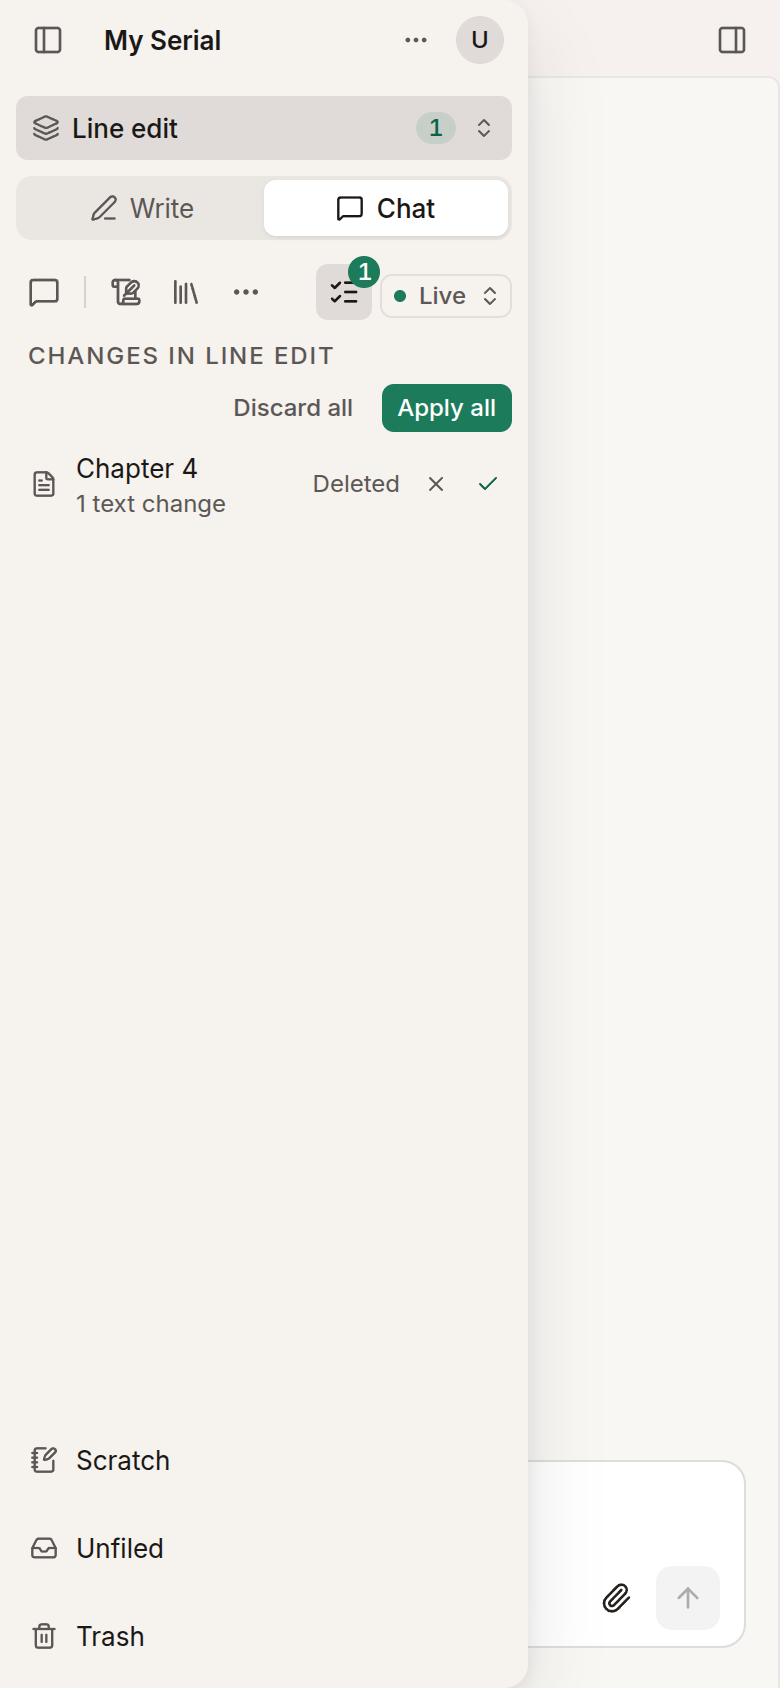 My Serial
U
Line edit
1
Write
Chat
1
Live
CHANGES IN LINE EDIT
Discard all
Apply all
Chapter 4
1 text change
Deleted
Scratch
Unfiled
Trash